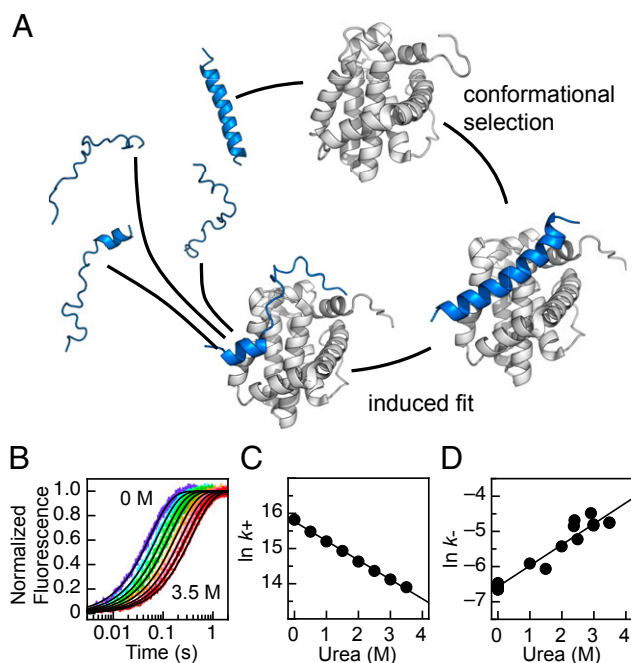 A
conformational
selection
induced fit
B
Normalized
Fluorescence
1.0
0.8
0.6
0.4
0.2
0
0 M
3.5 M
0.01
0.1
1
Time (s)
C
ln k+
16
15
14
0
1
2
3
4
Urea (M)
D
ln k-
−4
−5
−6
−7
0
1
2
3
4
Urea (M)